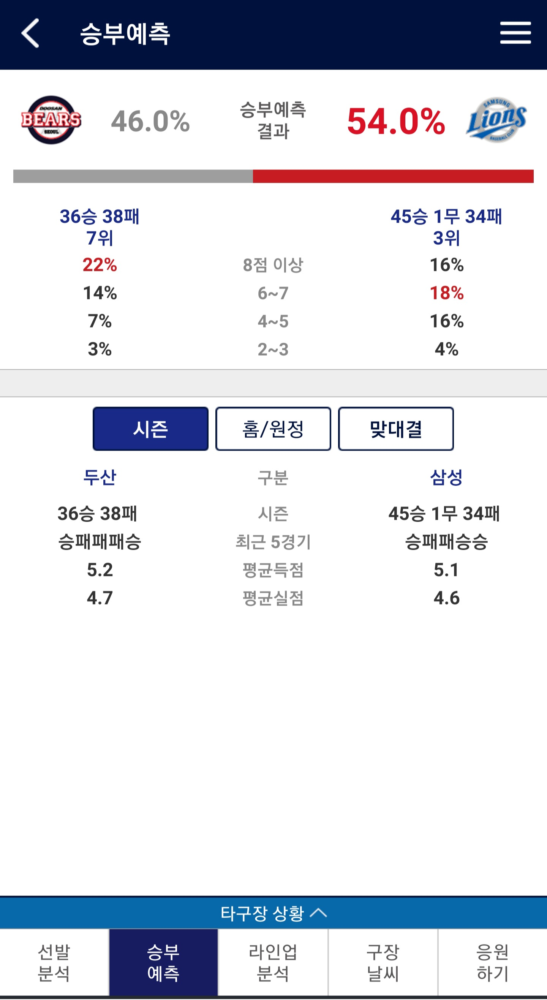 승부예측
DOOSAN
BEARS
SEOUL
46.0%
승부예측
결과
54.0%
SAMSUNG
Lions
BASEBALL CLUB
36승 38패
7위
45승 1무 34패
3위
22% 8점 이상 16%
14% 6~7 18%
7% 4~5 16%
3% 2~3 4%
시즌 홈/원정 맞대결
두산 구분 삼성
36승 38패 시즌 45승 1무 34패
승패패패승 최근 5경기 승패패승승
5.2 평균득점 5.1
4.7 평균실점 4.6
타구장 상황
선발
분석
승부
예측
라인업
분석
구장
날씨
응원
하기